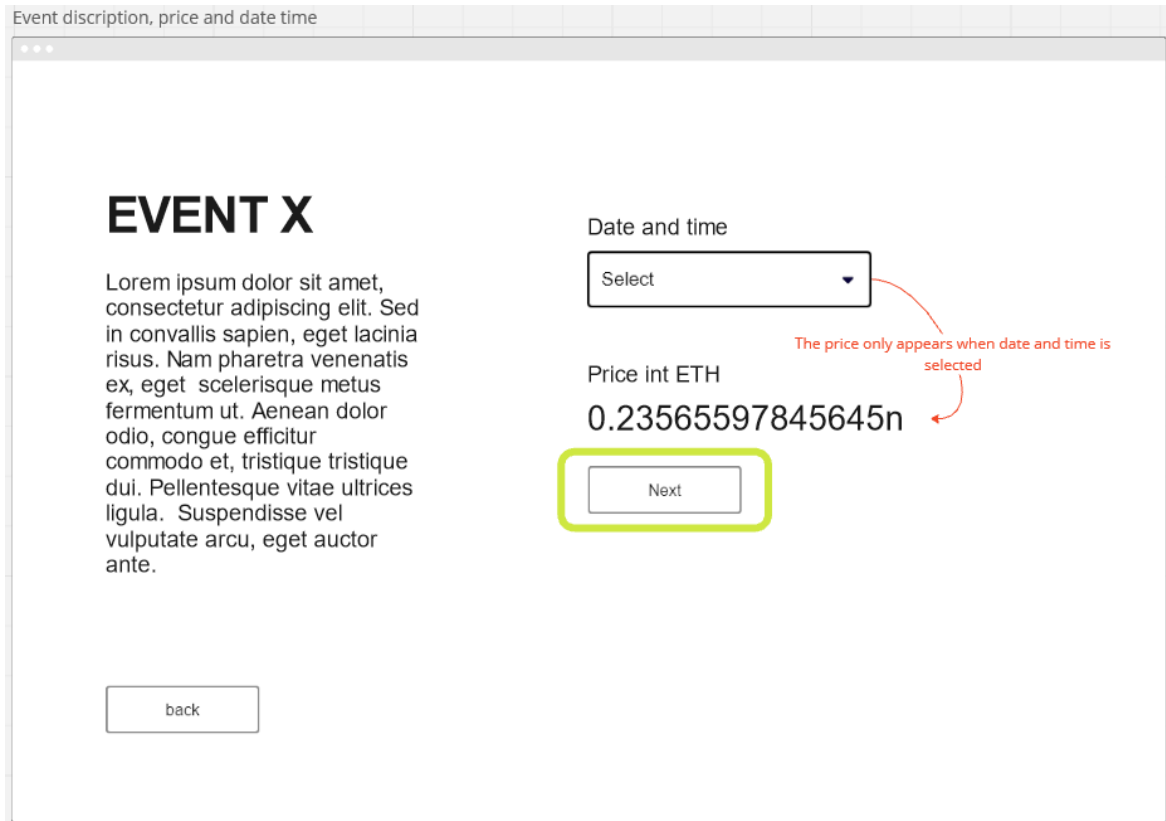 Event discription, price and date time
EVENT X
Lorem ipsum dolor sit amet,
consectetur adipiscing elit. Sed
in convallis sapien, eget lacinia
risus. Nam pharetra venenatis
ex, eget  scelerisque metus
fermentum ut. Aenean dolor
odio, congue efficitur
commodo et, tristique tristique
dui. Pellentesque vitae ultrices
ligula.  Suspendisse vel
vulputate arcu, eget auctor
ante.
back
Date and time
Select
The price only appears when date and time is
selected
Price int ETH
0.23565597845645n
Next